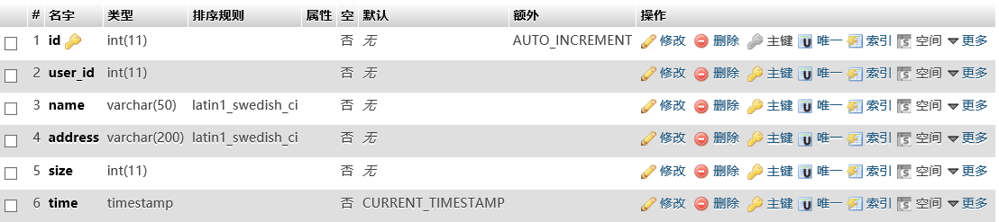 # 名字 类型 排序规则 属性 空 默认 额外 操作
1 id int(11) 否 无 AUTO_INCREMENT 修改 删除 主键 唯一 索引 空间 更多
2 user_id int(11) 否 无 修改 删除 主键 唯一 索引 空间 更多
3 name varchar(50) latin1_swedish_ci 否 无 修改 删除 主键 唯一 索引 空间 更多
4 address varchar(200) latin1_swedish_ci 否 无 修改 删除 主键 唯一 索引 空间 更多
5 size int(11) 否 无 修改 删除 主键 唯一 索引 空间 更多
6 time timestamp 否 CURRENT_TIMESTAMP 修改 删除 主键 唯一 索引 空间 更多